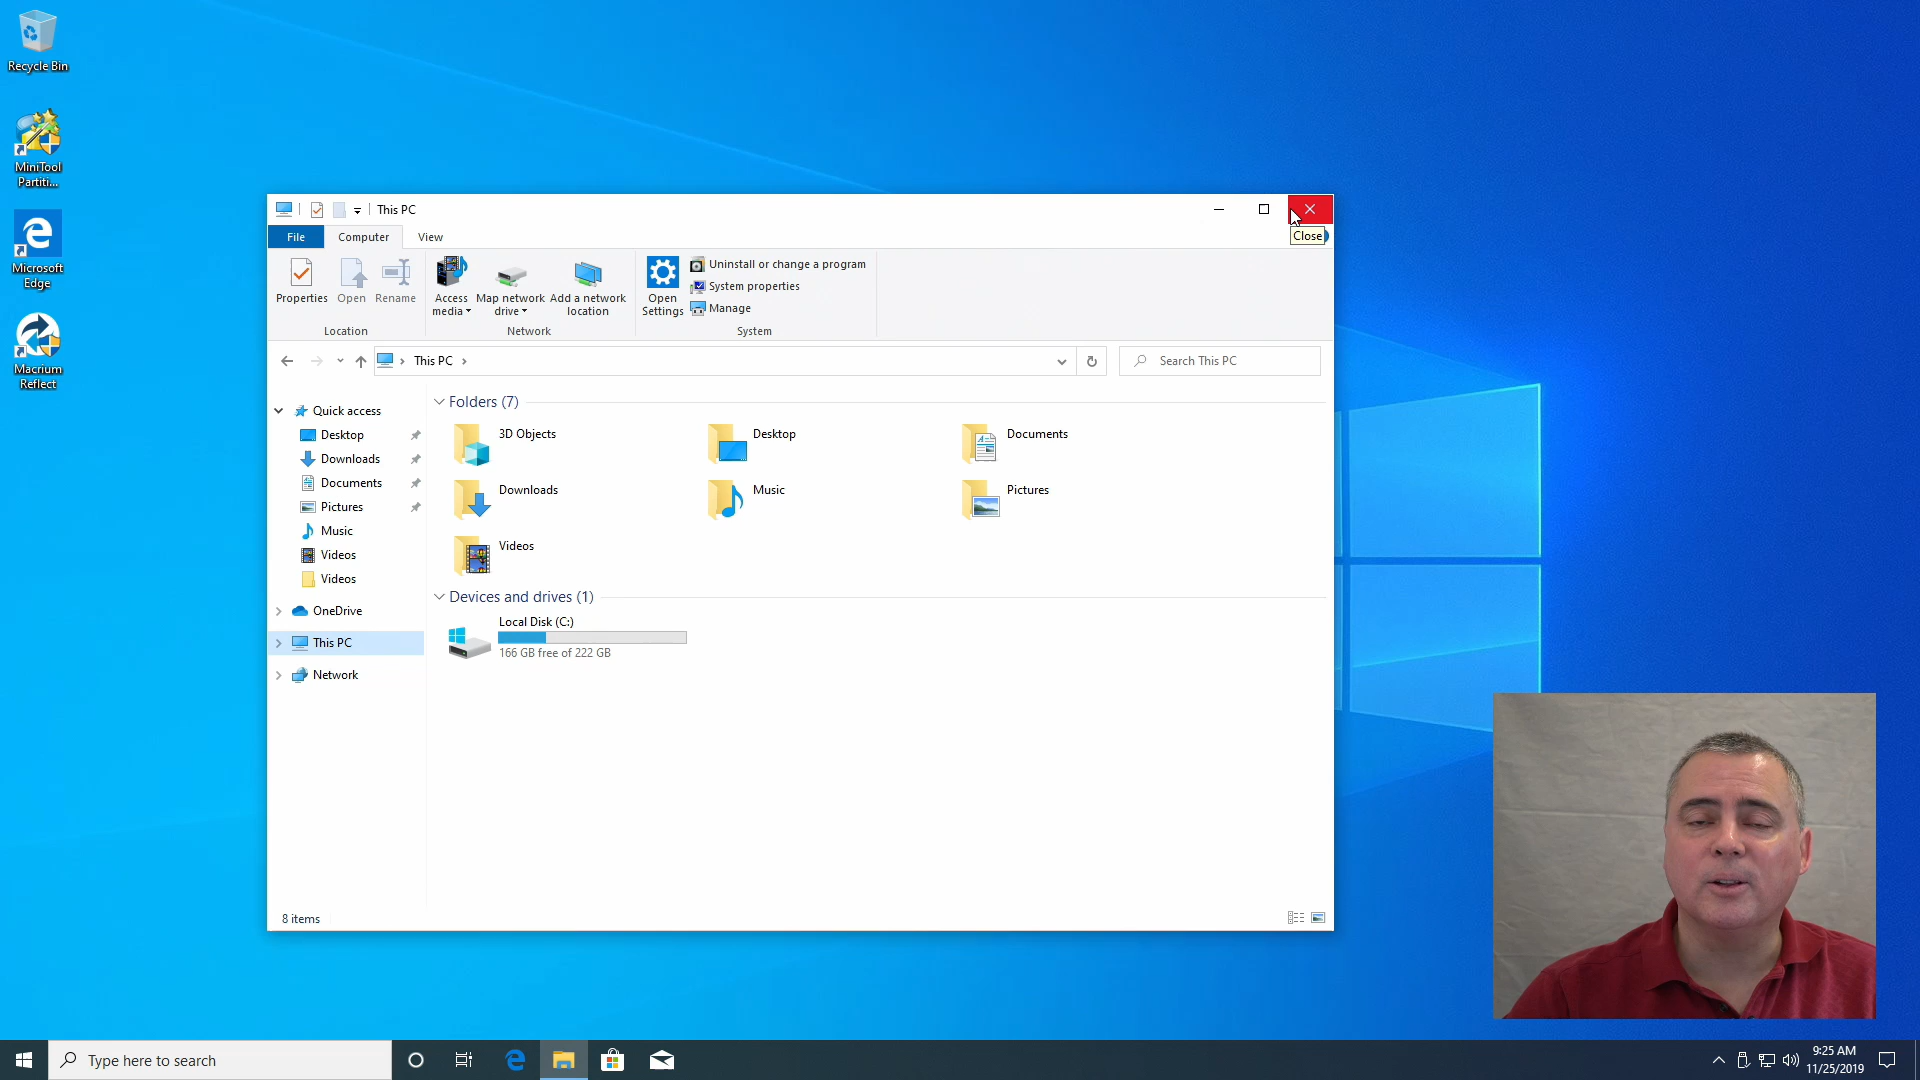 Recycle Bin
MiniTool
Partiti...
Microsoft
Edge
Macrium
Reflect
This PC
Close
File
Computer
View
Properties
Open
Rename
Location
Access
media
Map network
drive
Add a network
location
Network
Open
Settings
Uninstall or change a program
System properties
Manage
System
This PC
Search This PC
Quick access
Desktop
Downloads
Documents
Pictures
Music
Videos
Videos
OneDrive
This PC
Network
Folders (7)
3D Objects
Desktop
Documents
Downloads
Music
Pictures
Videos
Devices and drives (1)
Local Disk (C:)
166 GB free of 222 GB
8 items
Type here to search
9:25 AM
11/25/2019